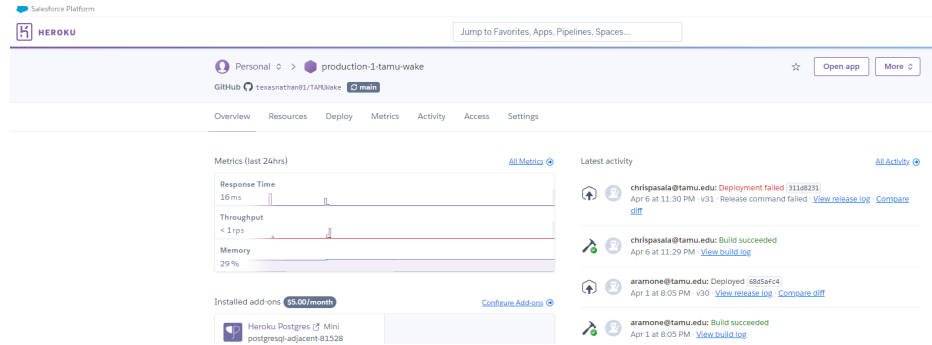 Salesforce Platform
HEROKU
Jump to Favorites, Apps, Pipelines, Spaces...
Personal > production-1-tamu-wake
Open app
More
GitHub texasnathan01/TAMUWake main
Overview Resources Deploy Metrics Activity Access Settings
Metrics (last 24hrs)
All Metrics
Response Time
16 ms
Throughput
< 1 rps
Memory
29 %
Installed add-ons $5.00/month
Configure Add-ons
Heroku Postgres Mini
postgresql-adjacent-81528
Latest activity
All Activity
chrispasala@tamu.edu: Deployment failed 311d8231
Apr 6 at 11:30 PM · v31 · Release command failed · View release log · Compare
diff
chrispasala@tamu.edu: Build succeeded
Apr 6 at 11:29 PM · View build log
aramone@tamu.edu: Deployed 68d5afc4
Apr 1 at 8:05 PM · v30 · View release log · Compare diff
aramone@tamu.edu: Build succeeded
Apr 1 at 8:05 PM · View build log